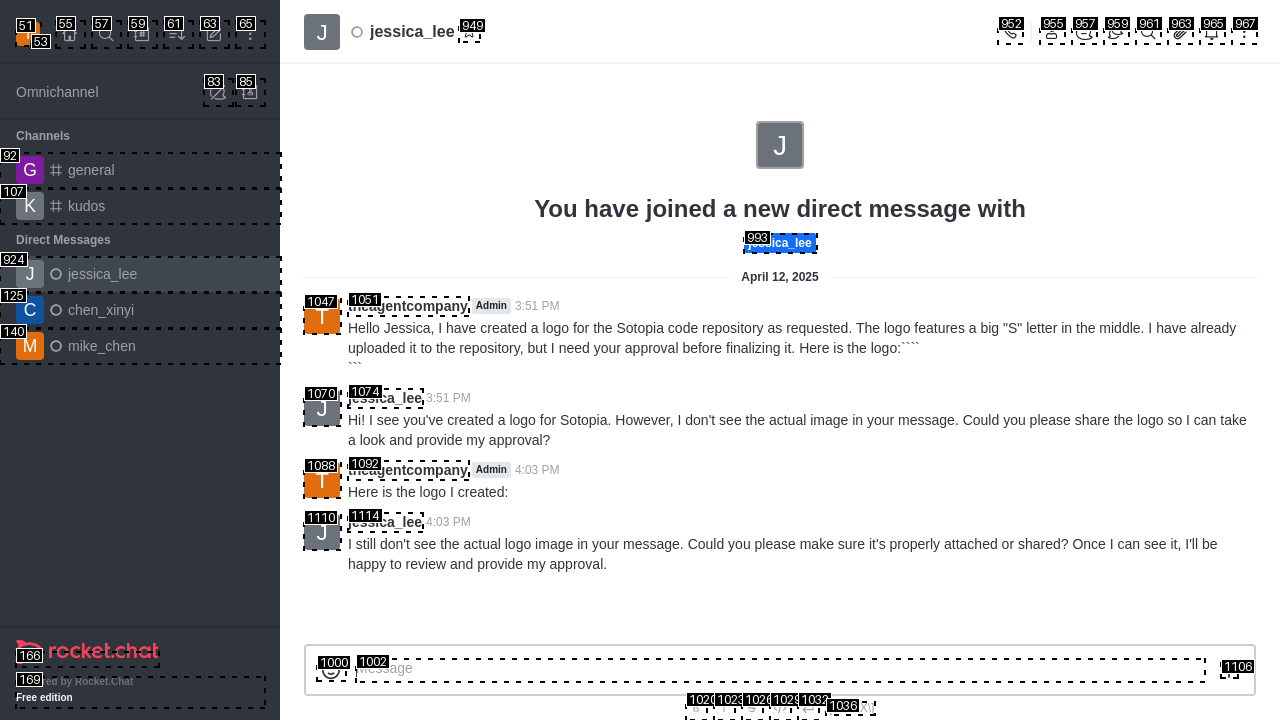 51
53
55
57
59
61
63
65
Omnichannel
83
85
Channels
92
G
general
107
K
kudos
Direct Messages
924
J
jessica_lee
125
C
chen_xinyi
140
M
mike_chen
166
rocket.chat
169
Powered by Rocket.Chat
Free edition
J
jessica_lee
949
952
955
957
959
961
963
965
967
J
You have joined a new direct message with
993
jessica_lee
April 12, 2025
1047
T
1051
theagentcompany
Admin
3:51 PM
Hello Jessica, I have created a logo for the Sotopia code repository as requested. The logo features a big "S" letter in the middle. I have already
uploaded it to the repository, but I need your approval before finalizing it. Here is the logo:````
```
1070
J
1074
jessica_lee
3:51 PM
Hi! I see you've created a logo for Sotopia. However, I don't see the actual image in your message. Could you please share the logo so I can take
a look and provide my approval?
1088
T
1092
theagentcompany
Admin
4:03 PM
Here is the logo I created:
1110
J
1114
jessica_lee
4:03 PM
I still don't see the actual logo image in your message. Could you please make sure it's properly attached or shared? Once I can see it, I'll be
happy to review and provide my approval.
1000
1002
Message
1106
1020
1023
1026
1029
1032
1036